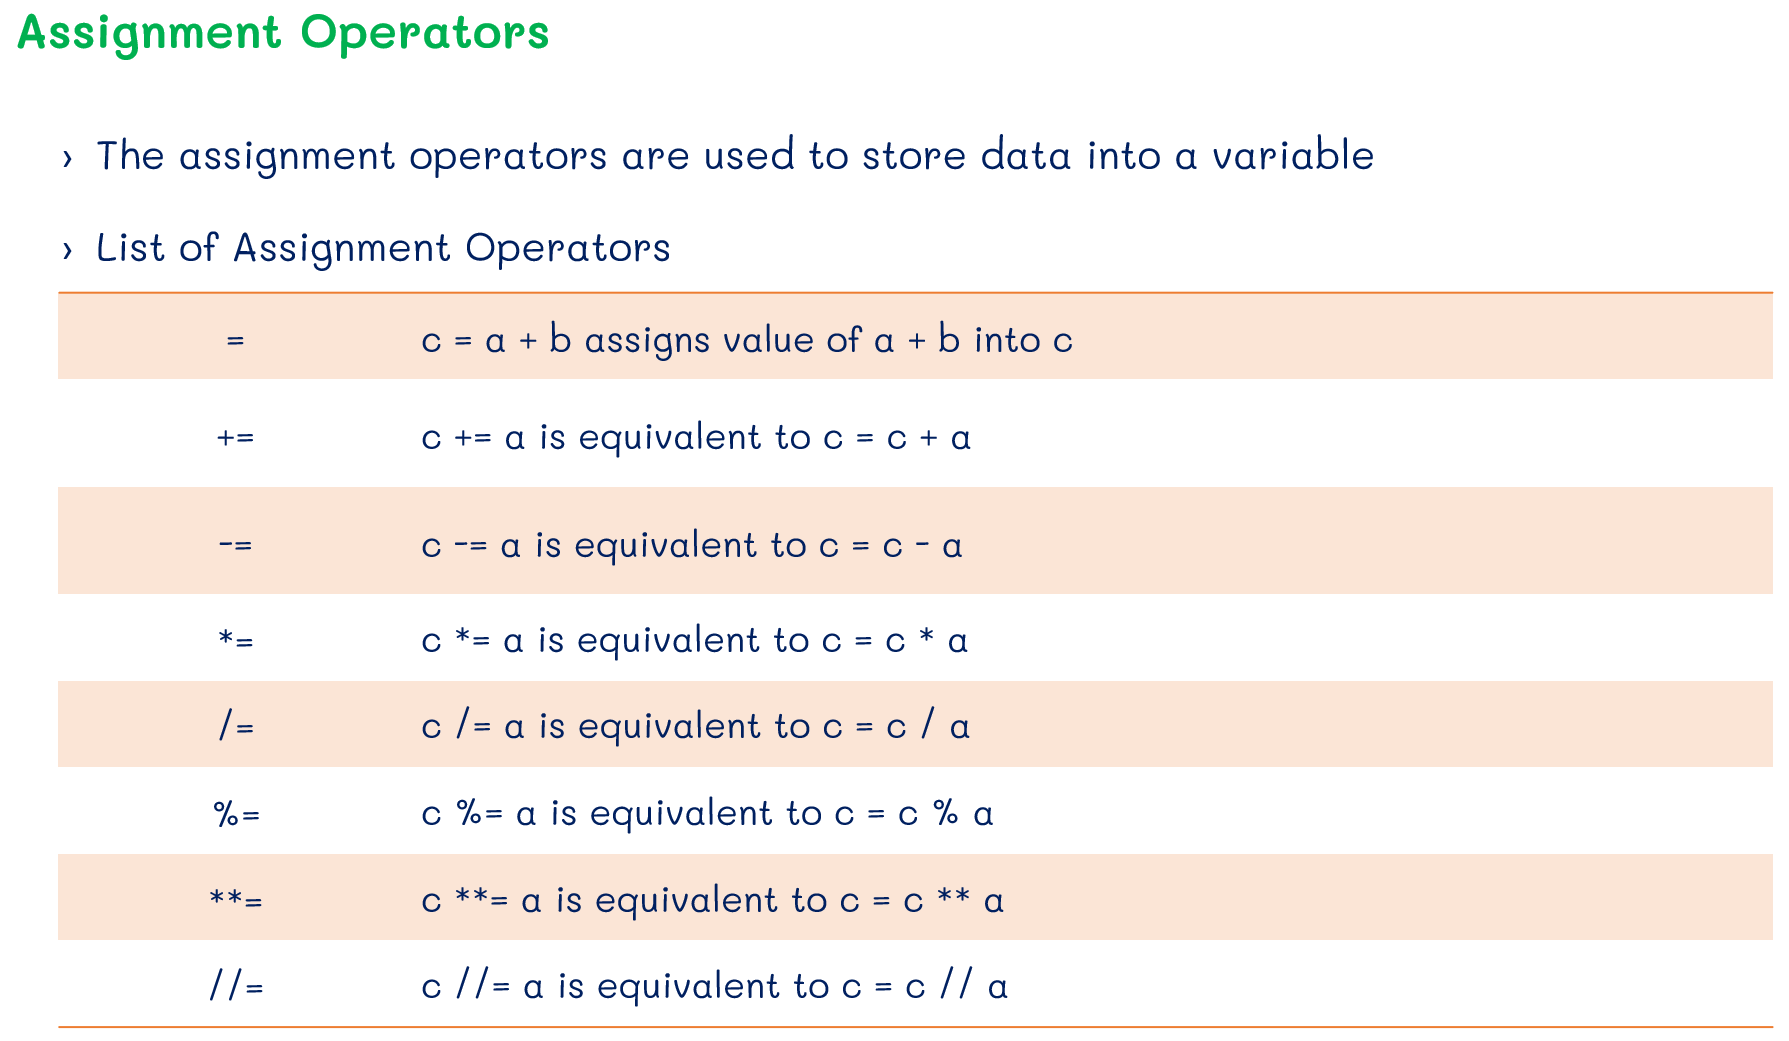 Assignment Operators
› The assignment operators are used to store data into a variable
› List of Assignment Operators
= c = a + b assigns value of a + b into c
+= c += a is equivalent to c = c + a
-= c -= a is equivalent to c = c - a
*= c *= a is equivalent to c = c * a
/= c /= a is equivalent to c = c / a
%= c %= a is equivalent to c = c % a
**= c **= a is equivalent to c = c ** a
//= c //= a is equivalent to c = c // a